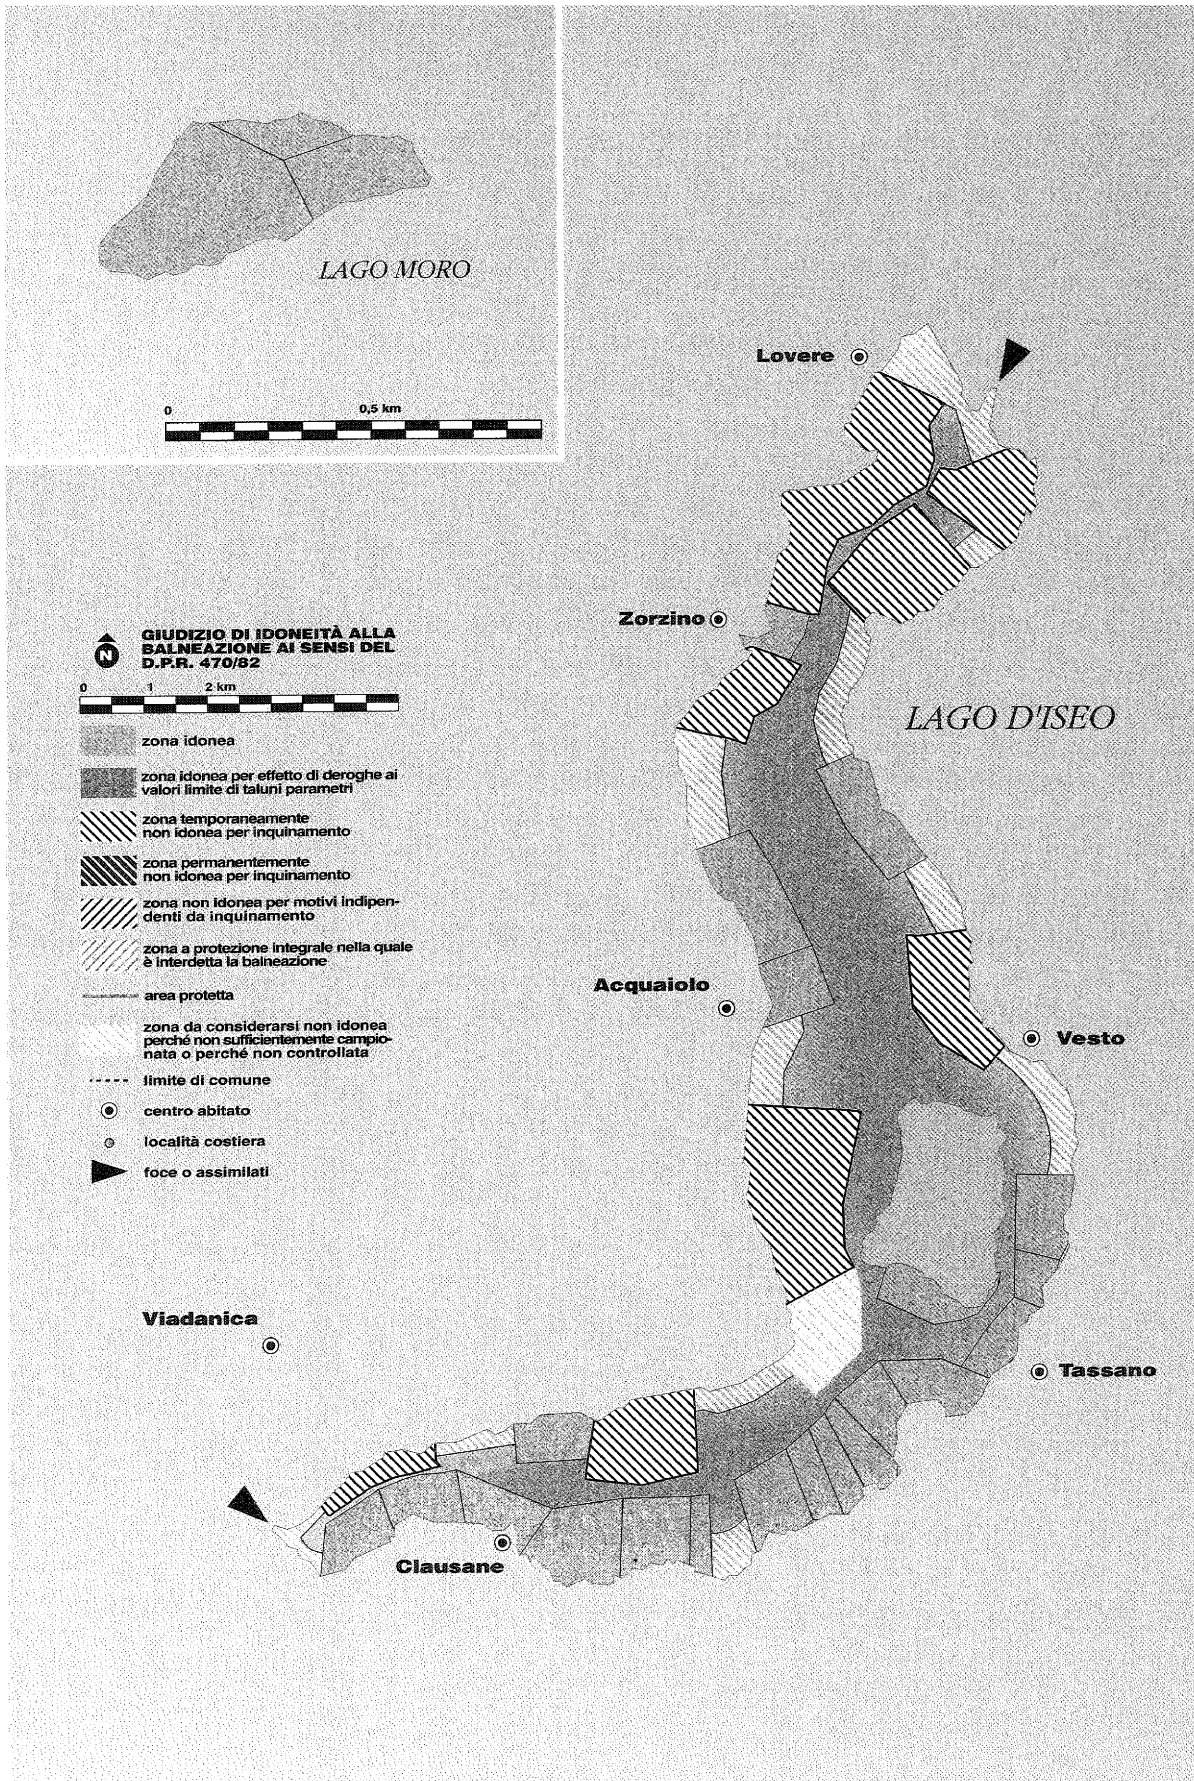 LAGO MORO
0 0,5 km
Lovere
Zorzino
LAGO D'ISEO
N
GIUDIZIO DI IDONEITÀ ALLA
BALNEAZIONE AI SENSI DEL
D.P.R. 470/82
0 1 2 km
zona idonea
zona idonea per effetto di deroghe ai
valori limite di taluni parametri
zona temporaneamente
non idonea per inquinamento
zona permanentemente
non idonea per inquinamento
zona non idonea per motivi indipen-
denti da inquinamento
zona a protezione integrale nella quale
è interdetta la balneazione
area protetta
zona da considerarsi non idonea
perché non sufficientemente campio-
nata o perché non controllata
limite di comune
centro abitato
località costiera
foce o assimilati
Acquaiolo
Vesto
Viadanica
Tassano
Clausane